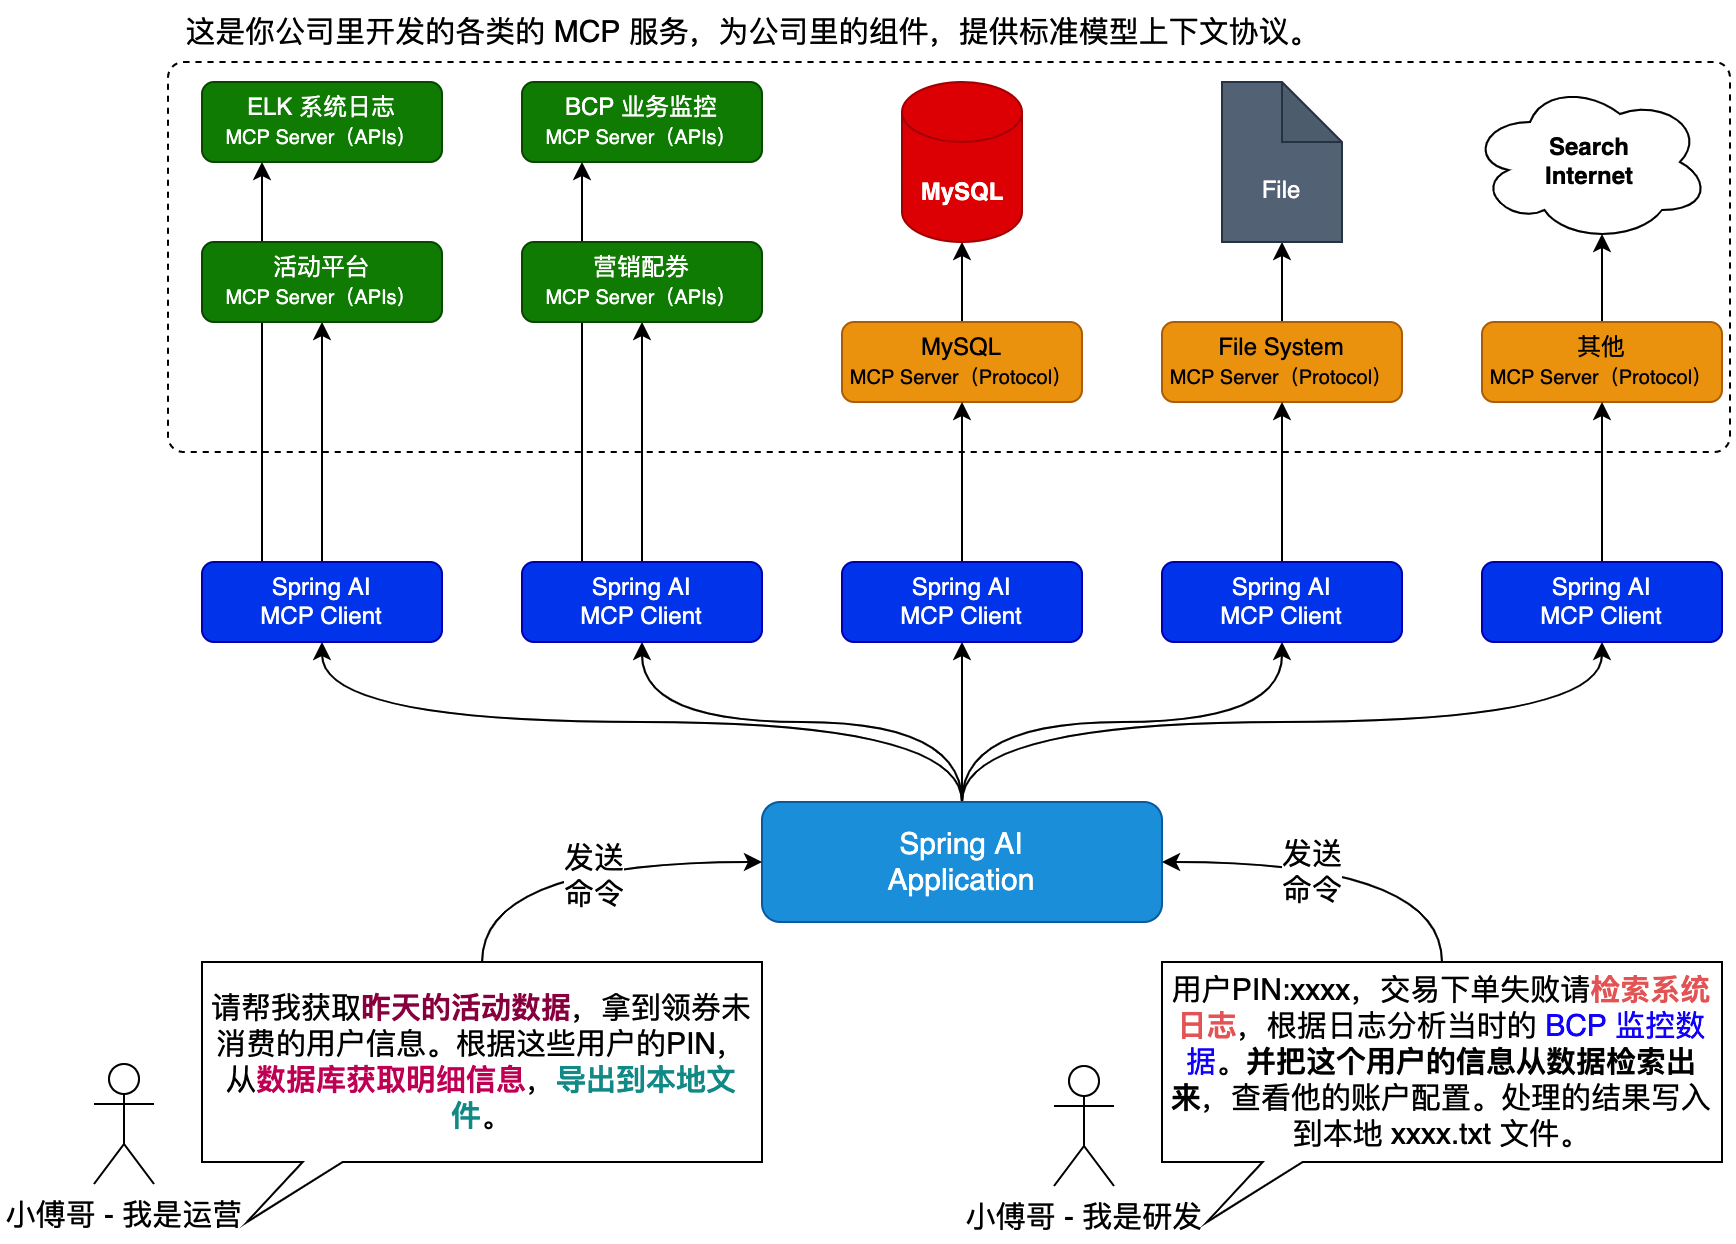 这是你公司里开发的各类的 MCP 服务，为公司里的组件，提供标准模型上下文协议。
ELK 系统日志
MCP Server（APIs）
BCP 业务监控
MCP Server（APIs）
MySQL
File
Search
Internet
活动平台
MCP Server（APIs）
营销配券
MCP Server（APIs）
MySQL
MCP Server（Protocol）
File System
MCP Server（Protocol）
其他
MCP Server（Protocol）
Spring AI
MCP Client
Spring AI
MCP Client
Spring AI
MCP Client
Spring AI
MCP Client
Spring AI
MCP Client
Spring AI
Application
发送
命令
发送
命令
请帮我获取昨天的活动数据，拿到领券未
消费的用户信息。根据这些用户的PIN，
从数据库获取明细信息，导出到本地文
件。
小傅哥 - 我是运营
用户PIN:xxxx，交易下单失败请检索系统
日志，根据日志分析当时的 BCP 监控数
据。并把这个用户的信息从数据检索出
来，查看他的账户配置。处理的结果写入
到本地 xxxx.txt 文件。
小傅哥 - 我是研发